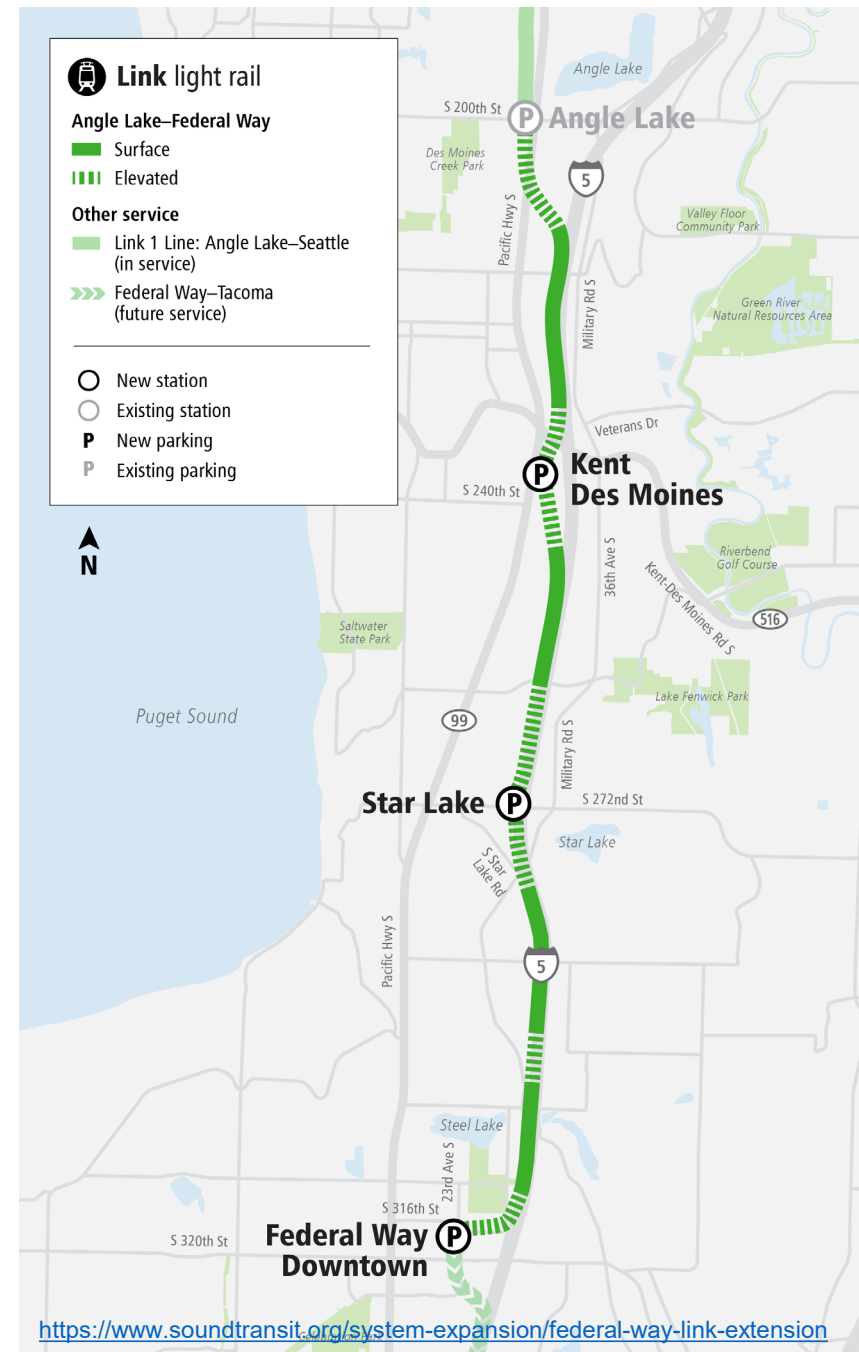 Link light rail
Angle Lake–Federal Way
Surface
Elevated
Other service
Link 1 Line: Angle Lake–Seattle
(in service)
Federal Way–Tacoma
(future service)
New station
Existing station
P New parking
P Existing parking
N
Angle Lake
S 200th St
P Angle Lake
Des Moines
Creek Park
5
Pacific Hwy S
Valley Floor
Community Park
Military Rd S
Green River
Natural Resources Area
Veterans Dr
P Kent
Des Moines
S 240th St
36th Ave S
Riverbend
Golf Course
Kent-Des Moines Rd S
516
Saltwater
State Park
Lake Fenwick Park
Puget Sound
99
Military Rd S
Star Lake P
S 272nd St
Star Lake
S Star
Lake Rd
Pacific Hwy S
5
Steel Lake
23rd Ave S
S 316th St
S 320th St
Federal Way P
Downtown
https://www.soundtransit.org/system-expansion/federal-way-link-extension